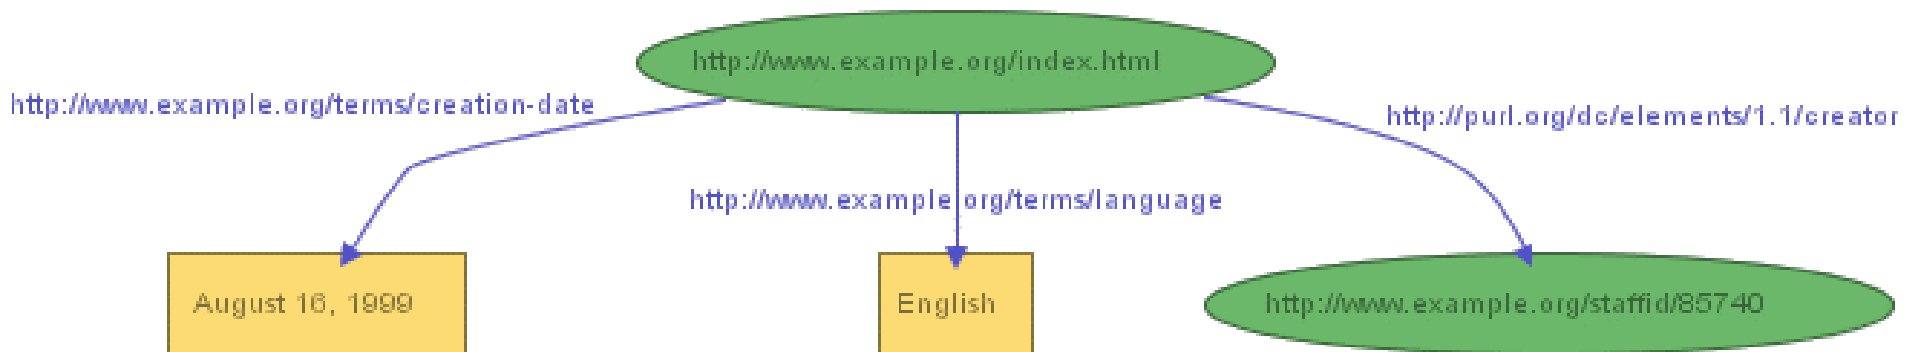 http://www.example.org/index.html
http://www.example.org/terms/creation-date
http://purl.org/dc/elements/1.1/creator
http://www.example.org/terms/language
August 16, 1999
English
http://www.example.org/staffid/85740